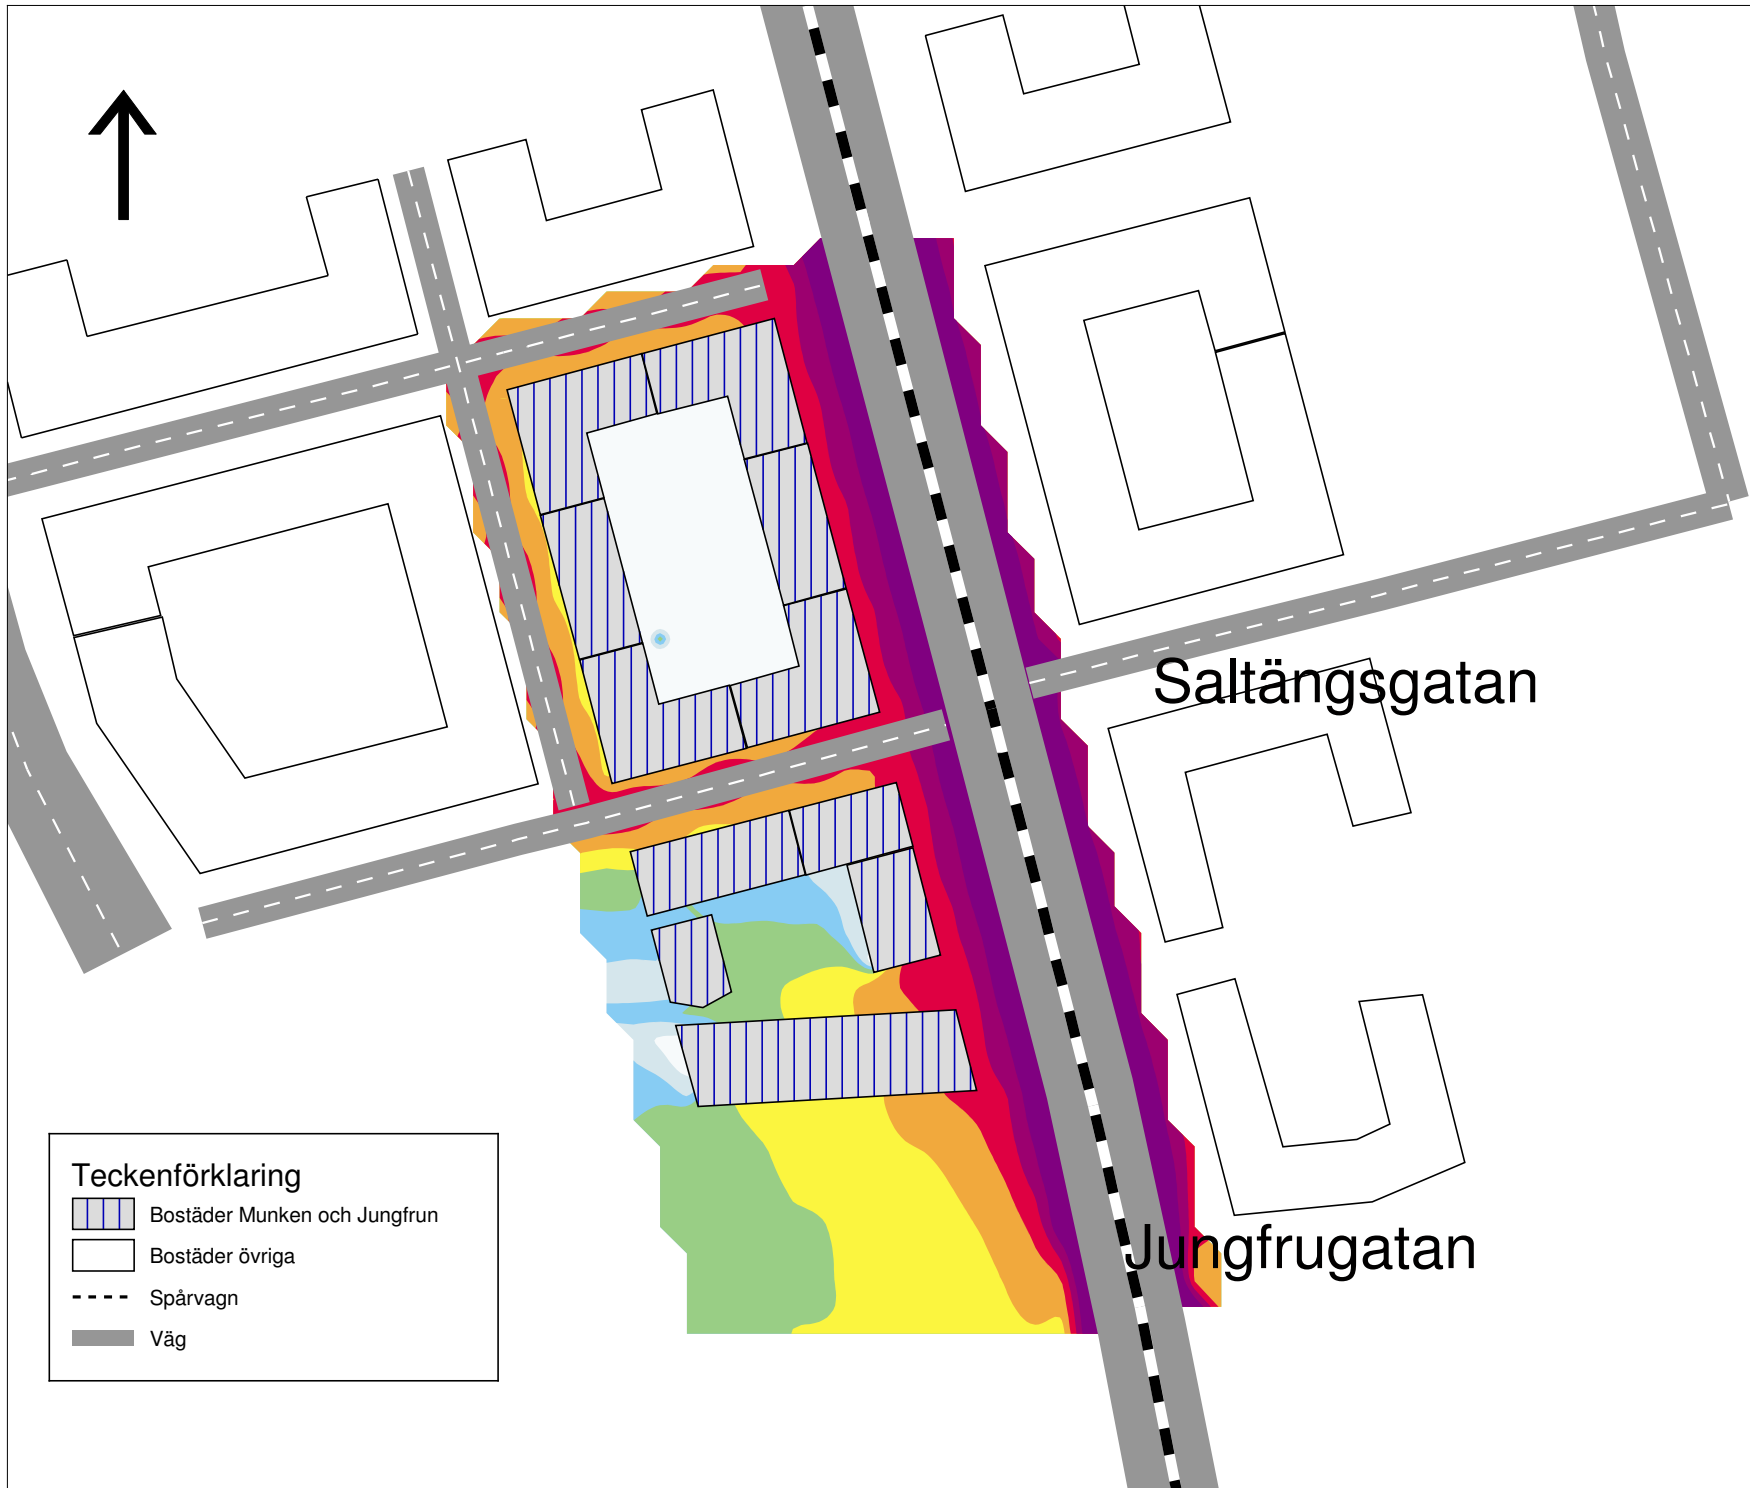 Saltängsgatan
Jungfrugatan
Teckenförklaring
Bostäder Munken och Jungfrun
Bostäder övriga
Spårvagn
Väg